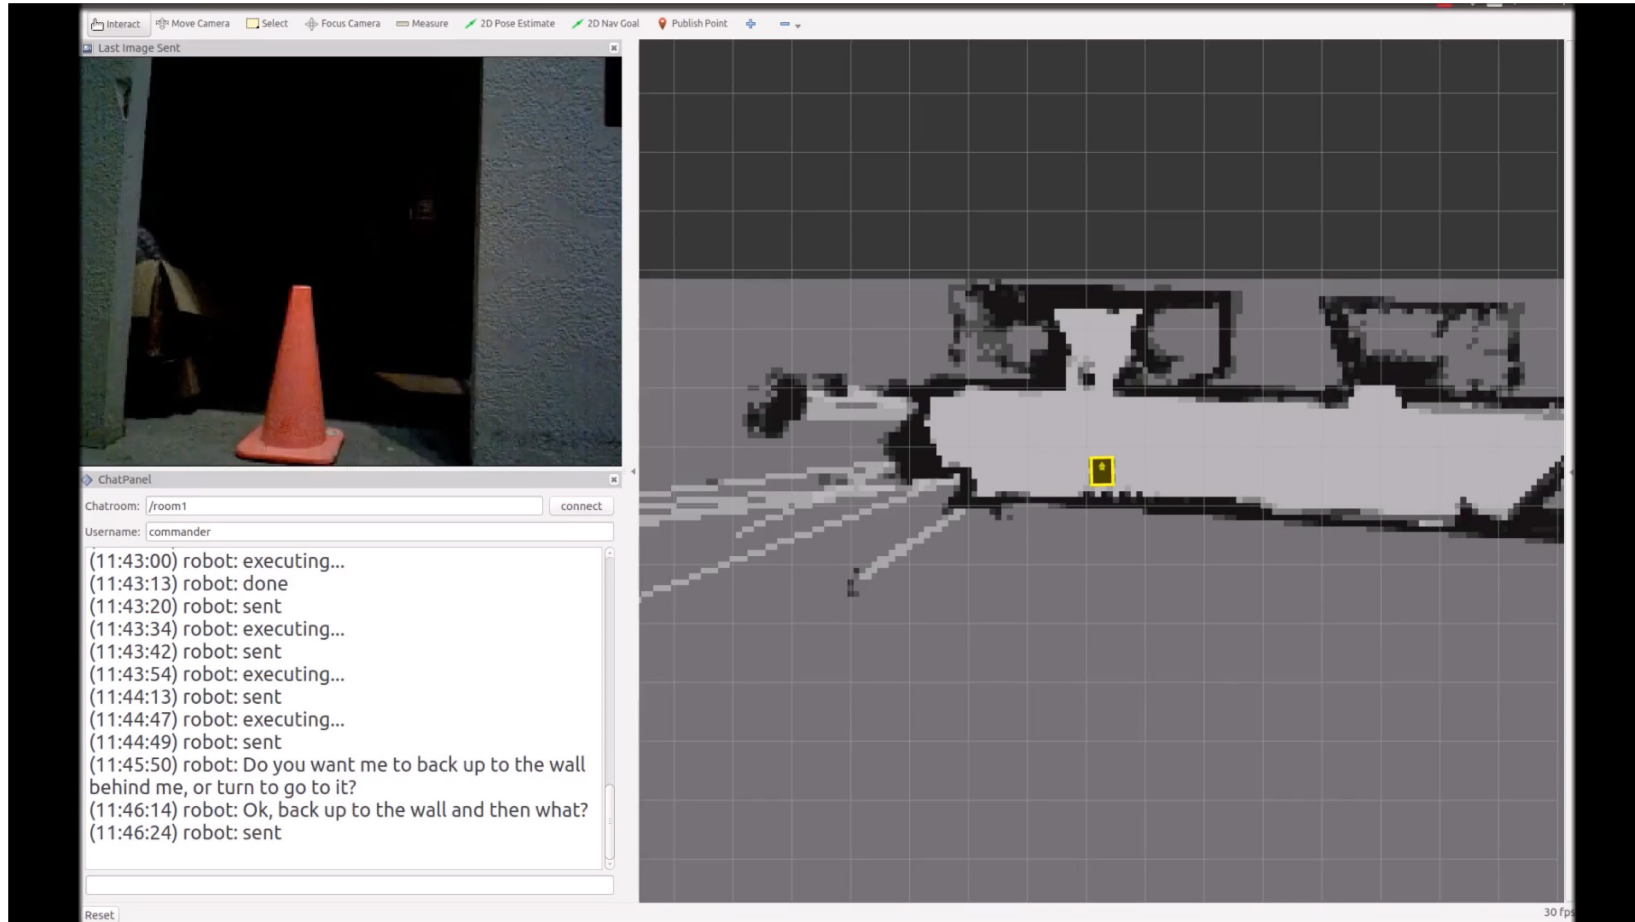 Interact Move Camera Select Focus Camera Measure 2D Pose Estimate 2D Nav Goal Publish Point
Last Image Sent
ChatPanel
Chatroom: /room1 connect
Username: commander
(11:43:00) robot: executing...
(11:43:13) robot: done
(11:43:20) robot: sent
(11:43:34) robot: executing...
(11:43:42) robot: sent
(11:43:54) robot: executing...
(11:44:13) robot: sent
(11:44:47) robot: executing...
(11:44:49) robot: sent
(11:45:50) robot: Do you want me to back up to the wall
behind me, or turn to go to it?
(11:46:14) robot: Ok, back up to the wall and then what?
(11:46:24) robot: sent
Reset
30 fps